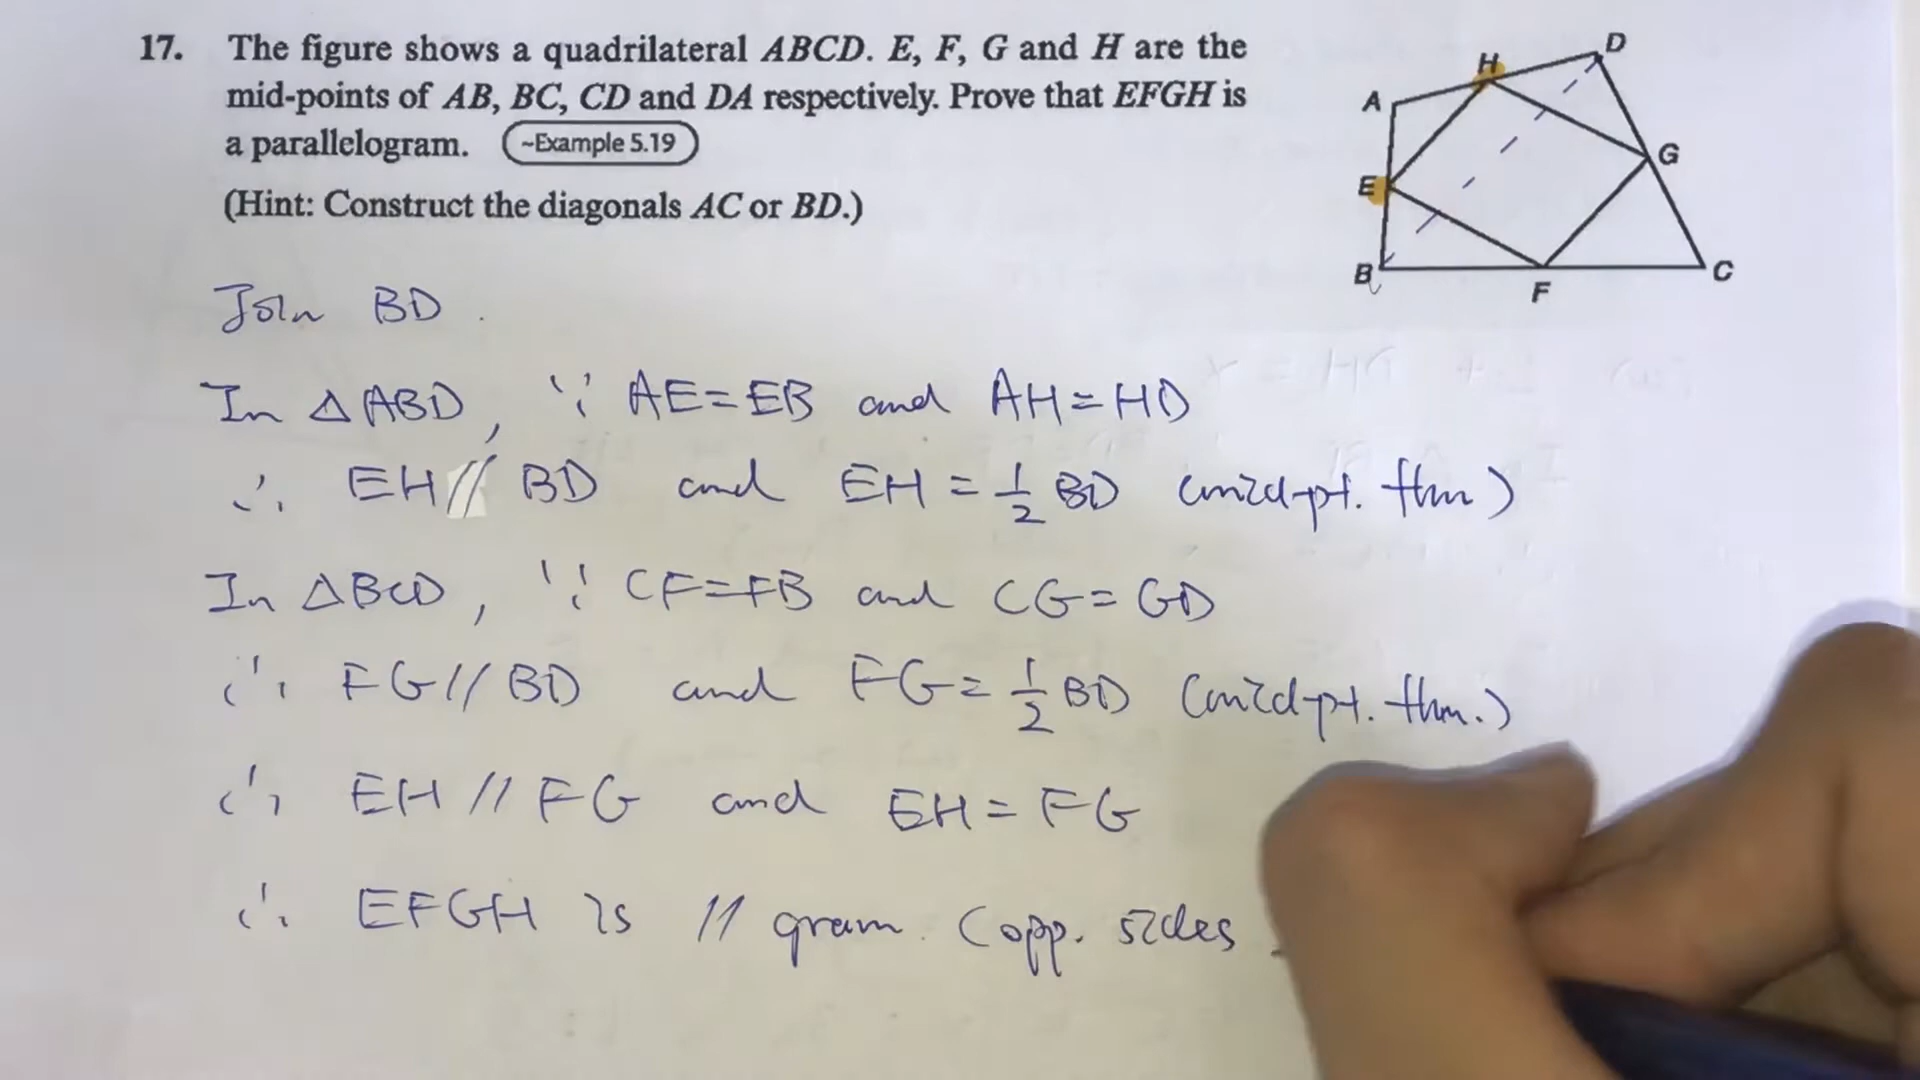 17. The figure shows a quadrilateral ABCD. E, F, G and H are the
mid-points of AB, BC, CD and DA respectively. Prove that EFGH is
a parallelogram. ~Example 5.19
(Hint: Construct the diagonals AC or BD.)
D
H
A
G
E
B
C
F
Join BD.
In △ABD, ∵ AE=EB and AH=HD
∴ EH // BD and EH = 1/2 BD (mid-pt. thm)
In △BCD, ∵ CF=FB and CG=GD
∴ FG // BD and FG = 1/2 BD (mid-pt. thm.)
∴ EH // FG and EH = FG
∴ EFGH is // gram. (opp. sides